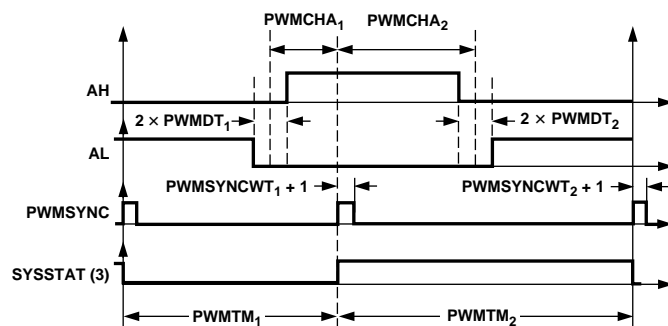 PWMCHA₁ PWMCHA₂
AH
2 × PWMDT₁ 2 × PWMDT₂
AL
PWMSYNCWT₁ + 1 PWMSYNCWT₂ + 1
PWMSYNC
SYSSTAT (3)
PWMTM₁ PWMTM₂